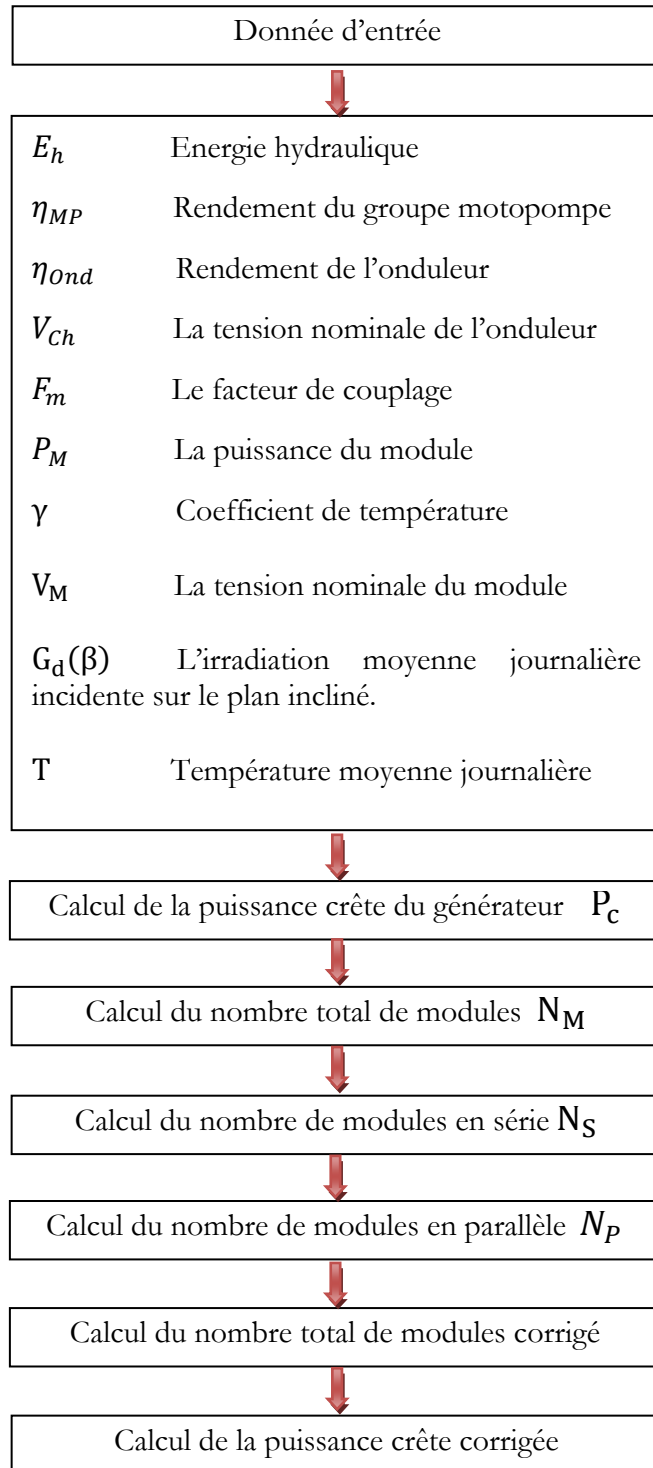 Donnée d’entrée
E_h Energie hydraulique
η_MP Rendement du groupe motopompe
η_Ond Rendement de l’onduleur
V_Ch La tension nominale de l’onduleur
F_m Le facteur de couplage
P_M La puissance du module
γ Coefficient de température
V_M La tension nominale du module
G_d(β) L’irradiation moyenne journalière
incidente sur le plan incliné.
T Température moyenne journalière
Calcul de la puissance crête du générateur P_c
Calcul du nombre total de modules N_M
Calcul du nombre de modules en série N_S
Calcul du nombre de modules en parallèle N_P
Calcul du nombre total de modules corrigé
Calcul de la puissance crête corrigée